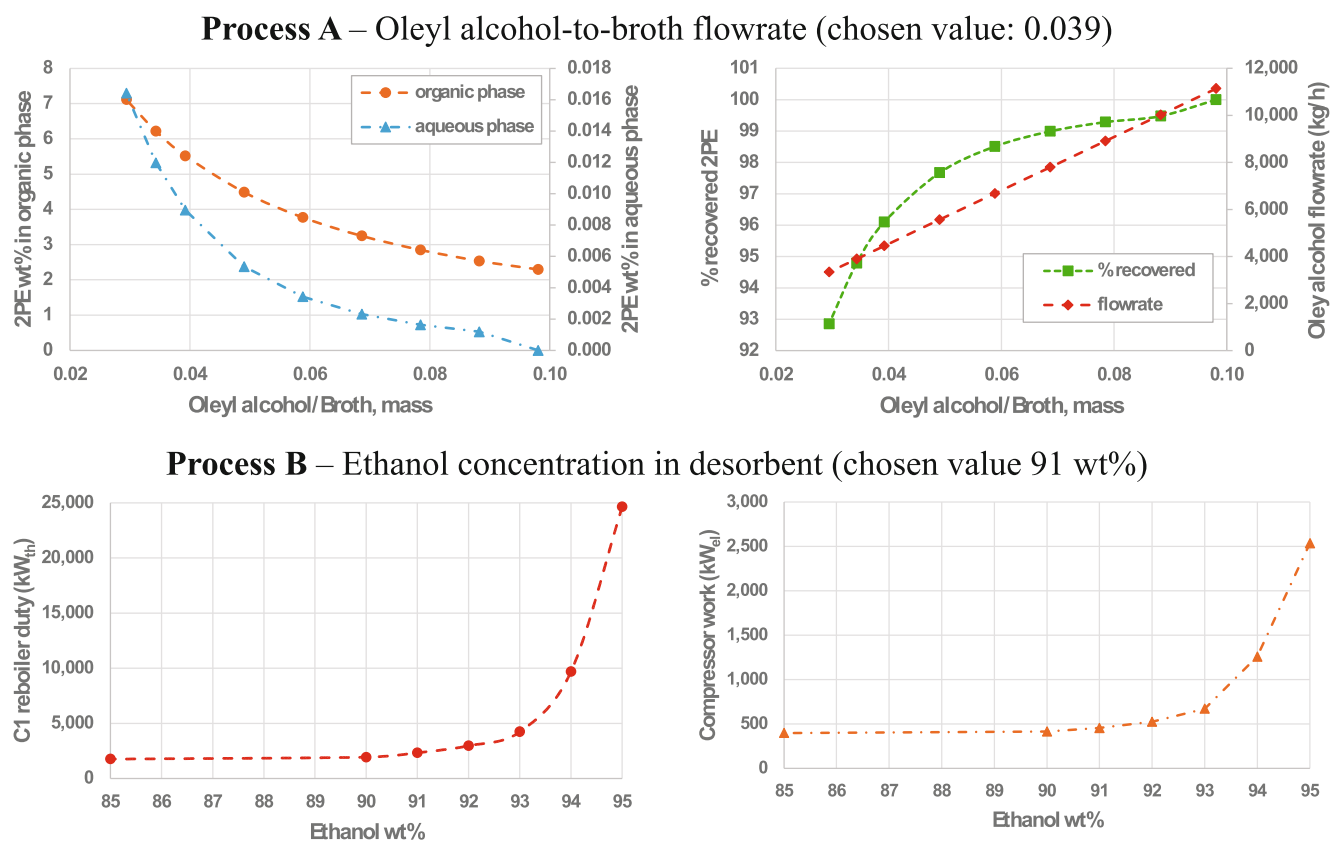 Process A – Oleyl alcohol-to-broth flowrate (chosen value: 0.039)
8
7
6
5
4
3
2
1
0
2PE wt% in organic phase
0.018
0.016
0.014
0.012
0.010
0.008
0.006
0.004
0.002
0.000
2PE wt% in aqueous phase
organic phase
aqueous phase
0.02 0.04 0.06 0.08 0.10
Oleyl alcohol/ Broth, mass
101
100
99
98
97
96
95
94
93
92
% recovered 2PE
12,000
10,000
8,000
6,000
4,000
2,000
0
Oley alcohol flowrate (kg/h)
% recovered
flowrate
0.02 0.04 0.06 0.08 0.10
Oleyl alcohol/ Broth, mass
Process B – Ethanol concentration in desorbent (chosen value 91 wt%)
25,000
20,000
15,000
10,000
5,000
0
C1 reboiler duty (kWth)
85 86 87 88 89 90 91 92 93 94 95
Ethanol wt%
3,000
2,500
2,000
1,500
1,000
500
0
Compressor work (kWel)
85 86 87 88 89 90 91 92 93 94 95
Ethanol wt%